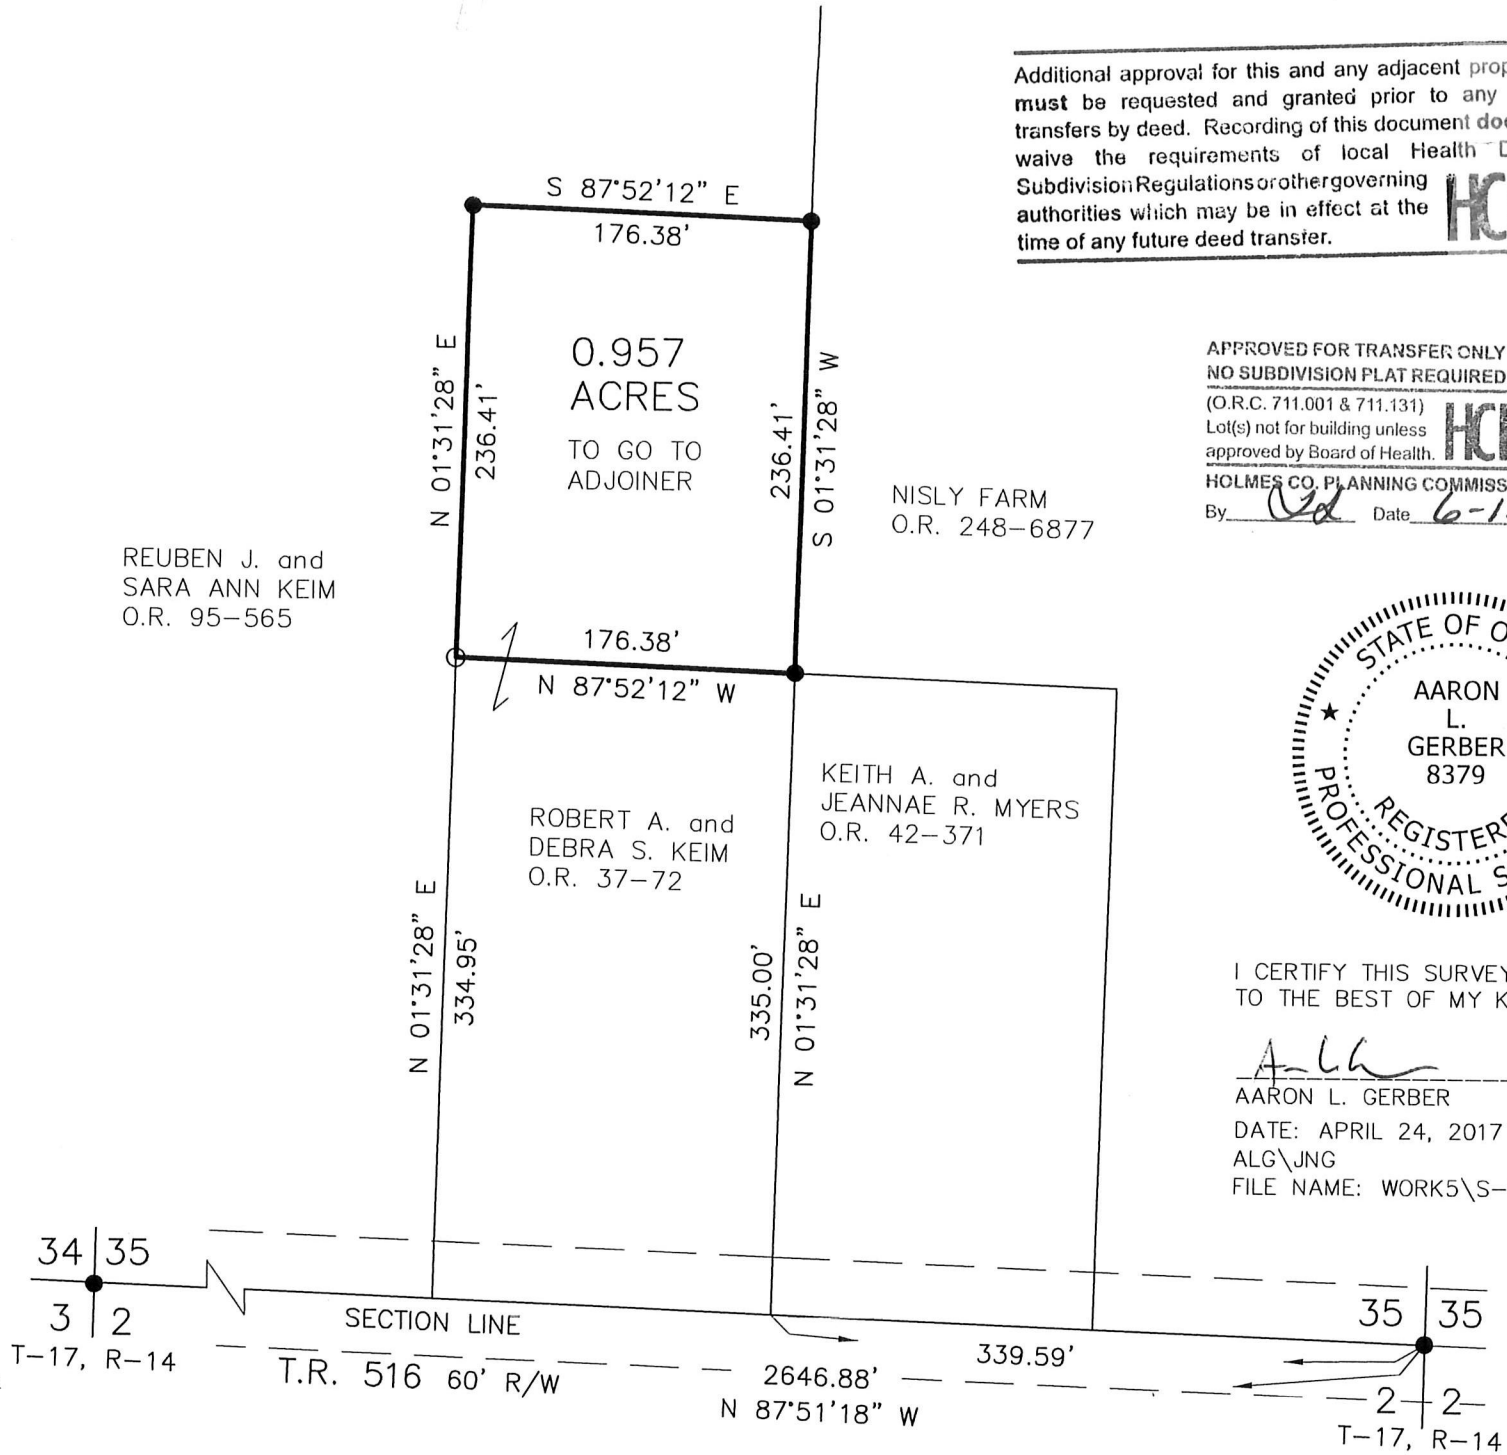 Additional approval for this and any adjacent
must be requested and granted prior to any
transfers by deed. Recording of this document
waive the requirements of local Health
Subdivision Regulations or other governing
authorities which may be in effect at the
time of any future deed transfer.
S 87°52'12" E
176.38'
N 01°31'28" E
236.41'
0.957
ACRES
TO GO TO
ADJOINER
236.41'
S 01°31'28" W
APPROVED FOR TRANSFER ONLY
NO SUBDIVISION PLAT REQUIRED
(O.R.C. 711.001 & 711.131)
Lot(s) not for building unless
approved by Board of Health.
HOLMES CO. PLANNING
By Date
NISLY FARM
O.R. 248-6877
REUBEN J. and
SARA ANN KEIM
O.R. 95-565
176.38'
N 87°52'12" W
STATE OF
AARON
L.
GERBER
8379
PROFESSIONAL
KEITH A. and
JEANNAE R. MYERS
O.R. 42-371
ROBERT A. and
DEBRA S. KEIM
O.R. 37-72
N 01°31'28" E
334.95'
335.00'
N 01°31'28" E
I CERTIFY THIS SURVEY
TO THE BEST OF MY
AARON L. GERBER
DATE: APRIL 24, 2017
ALG\JNG
FILE NAME: WORK5\S-
34 35
3 2
T-17, R-14
SECTION LINE
T.R. 516 60' R/W
2646.88'
N 87°51'18" W
339.59'
35 35
2 2
T-17, R-14